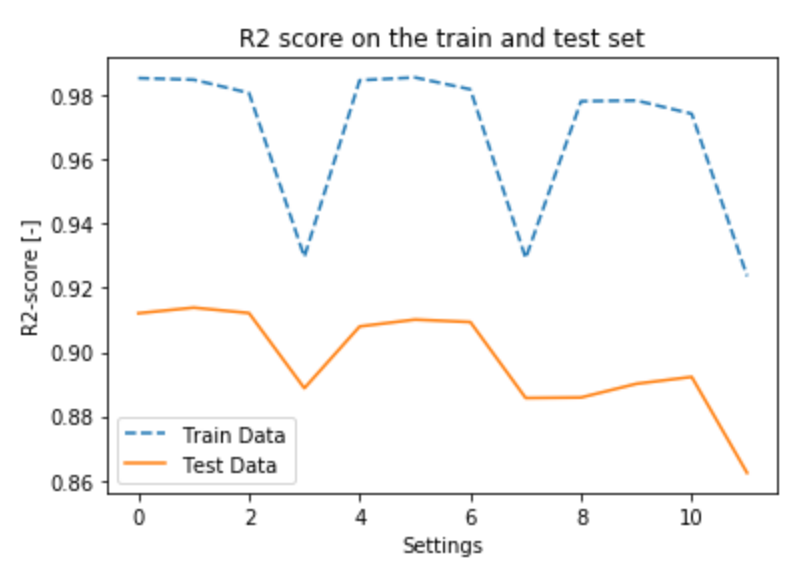 R2 score on the train and test set
R2-score [-]
0.98
0.96
0.94
0.92
0.90
0.88
0.86
Train Data
Test Data
0 2 4 6 8 10
Settings